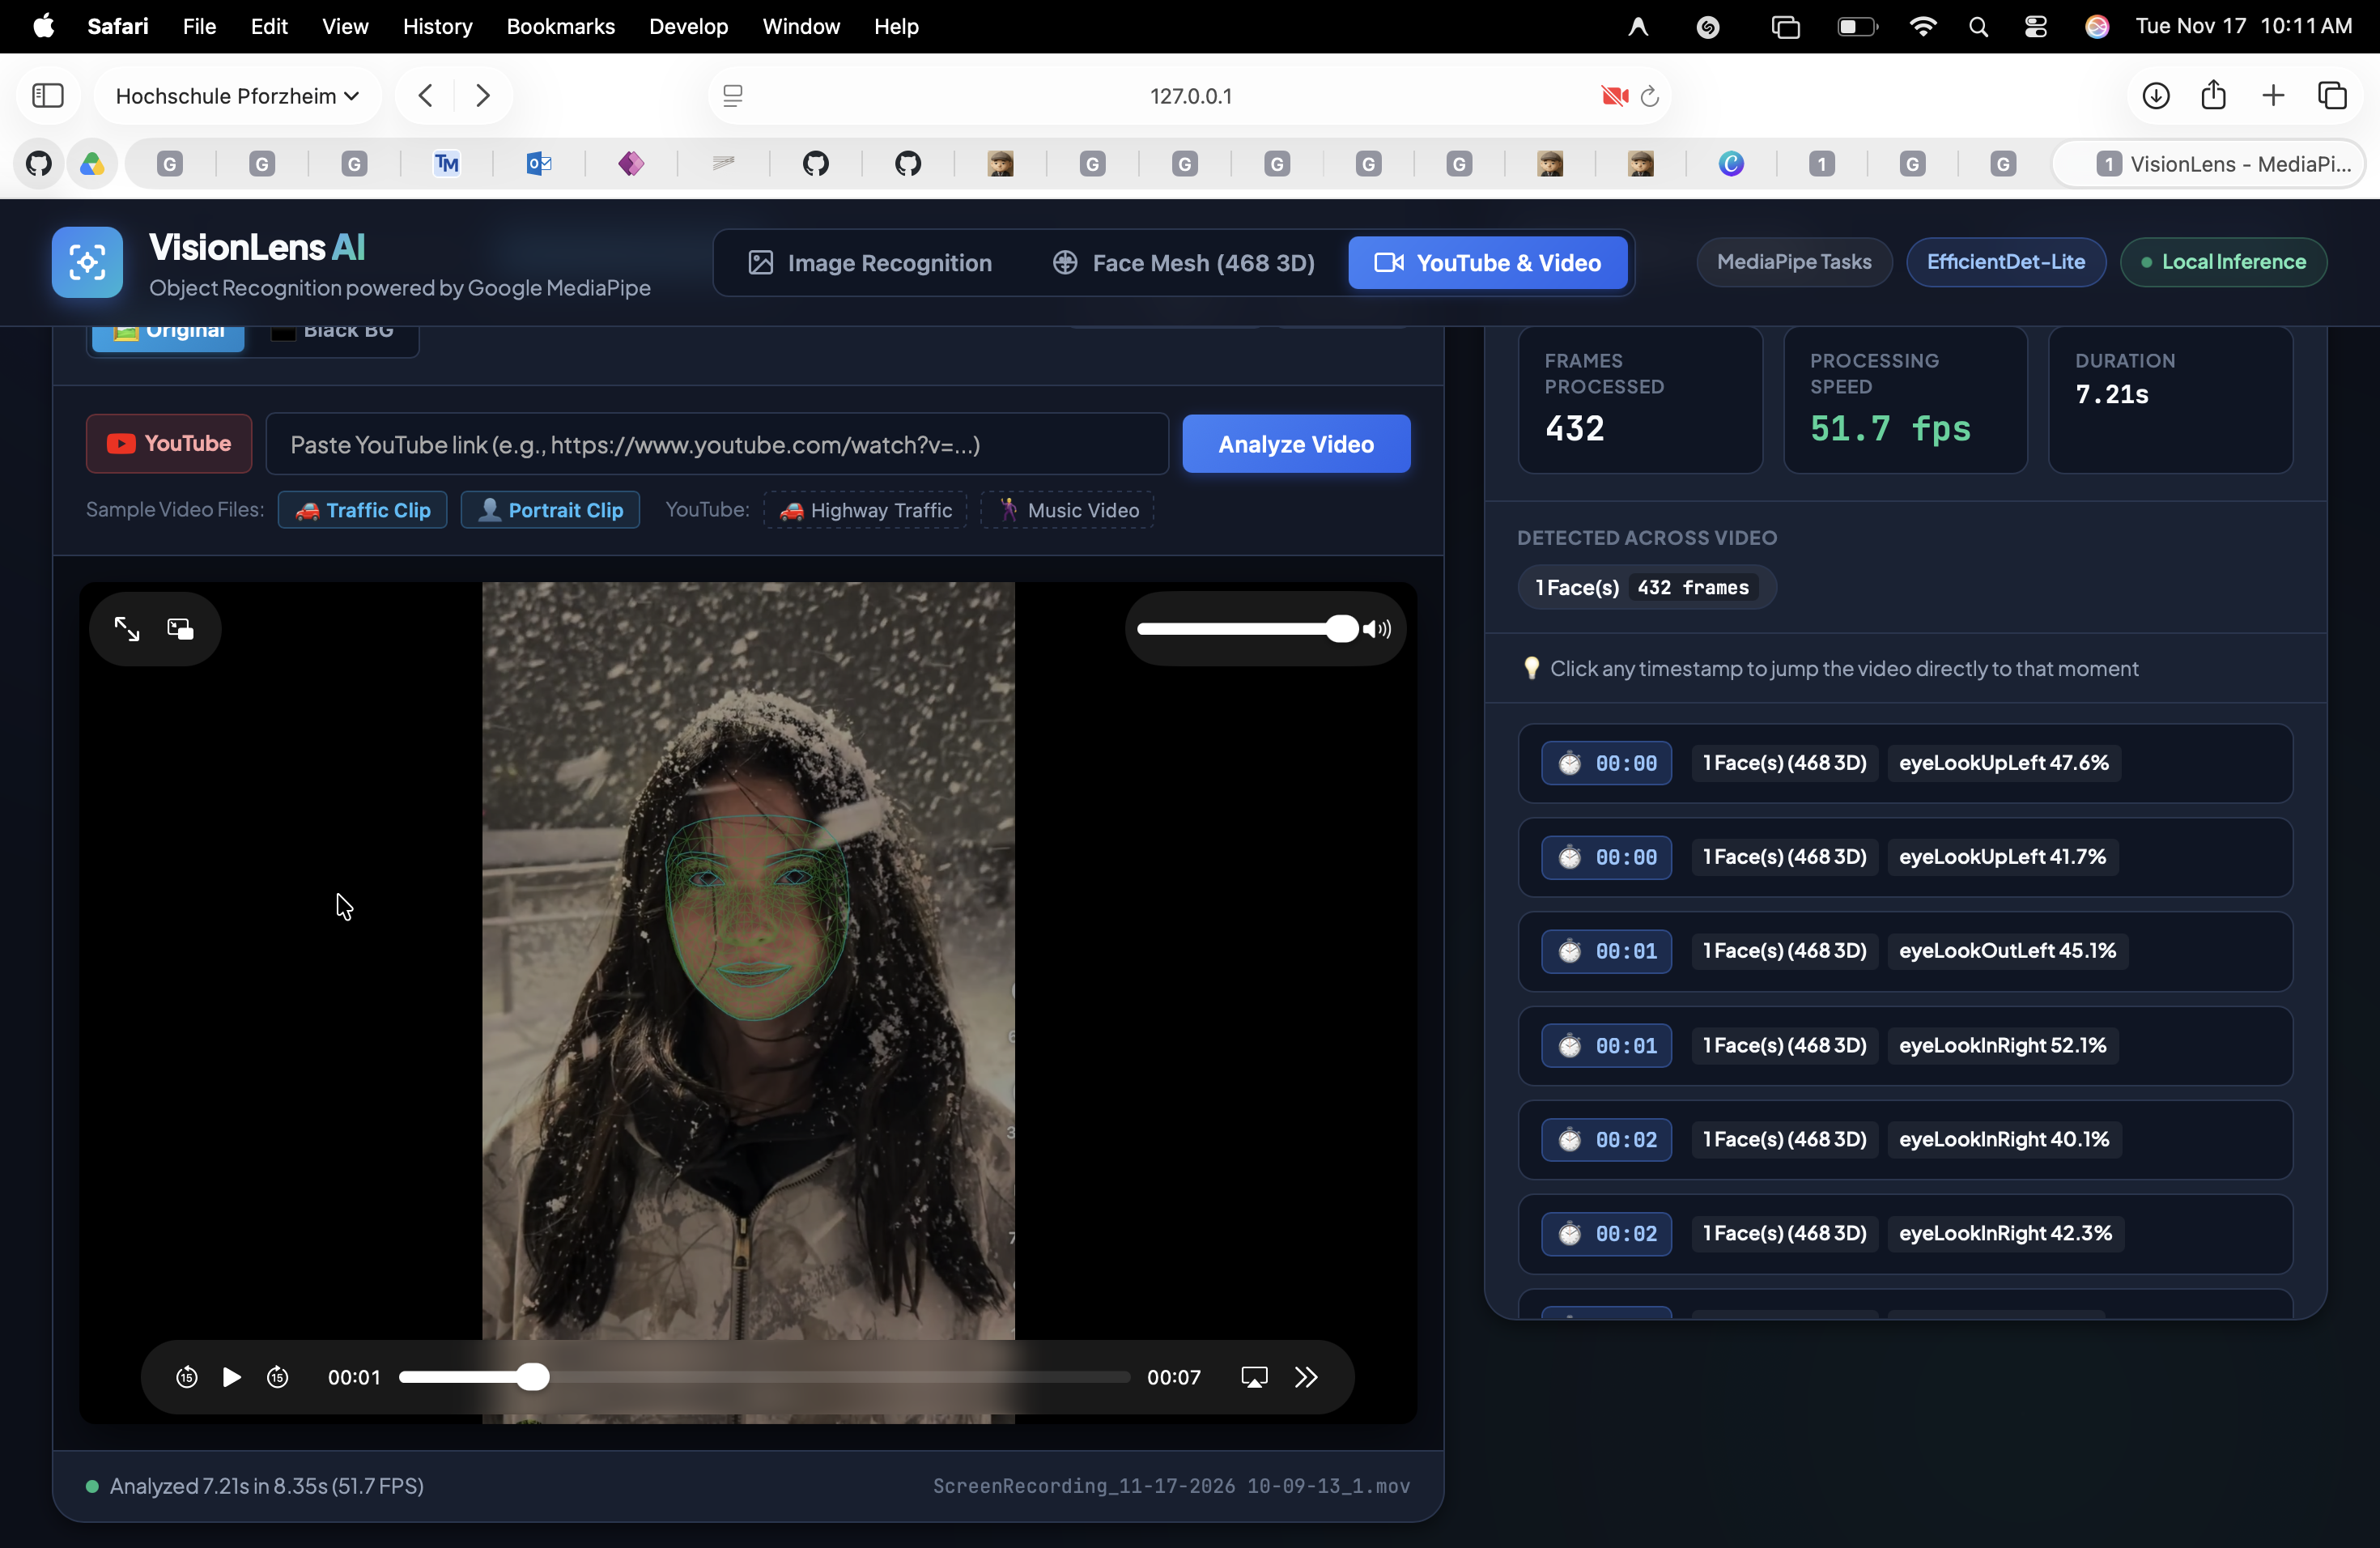 Safari File Edit View History Bookmarks Develop Window Help Tue Nov 17 10:11 AM
Hochschule Pforzheim 127.0.0.1
G G G TM G G G G G 1 G G 1 VisionLens - MediaPi...
VisionLens AI
Object Recognition powered by Google MediaPipe
Image Recognition Face Mesh (468 3D) YouTube & Video
MediaPipe Tasks EfficientDet-Lite Local Inference
Original Black BG
YouTube Paste YouTube link (e.g., https://www.youtube.com/watch?v=...) Analyze Video
Sample Video Files: Traffic Clip Portrait Clip YouTube: Highway Traffic Music Video
15 15 00:01 00:07
Analyzed 7.21s in 8.35s (51.7 FPS) ScreenRecording_11-17-2026 10-09-13_1.mov
FRAMES
PROCESSED
432
PROCESSING
SPEED
51.7 fps
DURATION
7.21s
DETECTED ACROSS VIDEO
1 Face(s) 432 frames
💡 Click any timestamp to jump the video directly to that moment
00:00 1 Face(s) (468 3D) eyeLookUpLeft 47.6%
00:00 1 Face(s) (468 3D) eyeLookUpLeft 41.7%
00:01 1 Face(s) (468 3D) eyeLookOutLeft 45.1%
00:01 1 Face(s) (468 3D) eyeLookInRight 52.1%
00:02 1 Face(s) (468 3D) eyeLookInRight 40.1%
00:02 1 Face(s) (468 3D) eyeLookInRight 42.3%